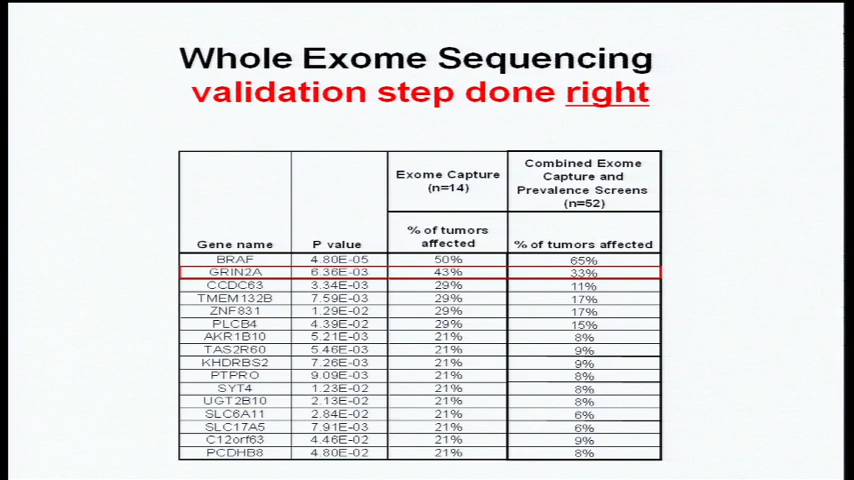 Whole Exome Sequencing
validation step done right
Gene name P value Exome Capture (n=14) % of tumors affected Combined Exome Capture and Prevalence Screens (n=52) % of tumors affected
BRAF 4.80E-05 50% 65%
GRIN2A 6.36E-03 43% 33%
CCDC63 3.34E-03 29% 11%
TMEM132B 7.59E-03 29% 17%
ZNF831 1.29E-02 29% 17%
PLCB4 4.39E-02 29% 15%
AKR1B10 5.21E-03 21% 8%
TAS2R60 5.46E-03 21% 9%
KHDRBS2 7.26E-03 21% 9%
PTPRO 9.09E-03 21% 8%
SYT4 1.23E-02 21% 8%
UGT2B10 2.13E-02 21% 8%
SLC6A11 2.84E-02 21% 6%
SLC17A5 7.91E-03 21% 6%
C12orf63 4.46E-02 21% 9%
PCDHB8 4.80E-02 21% 8%